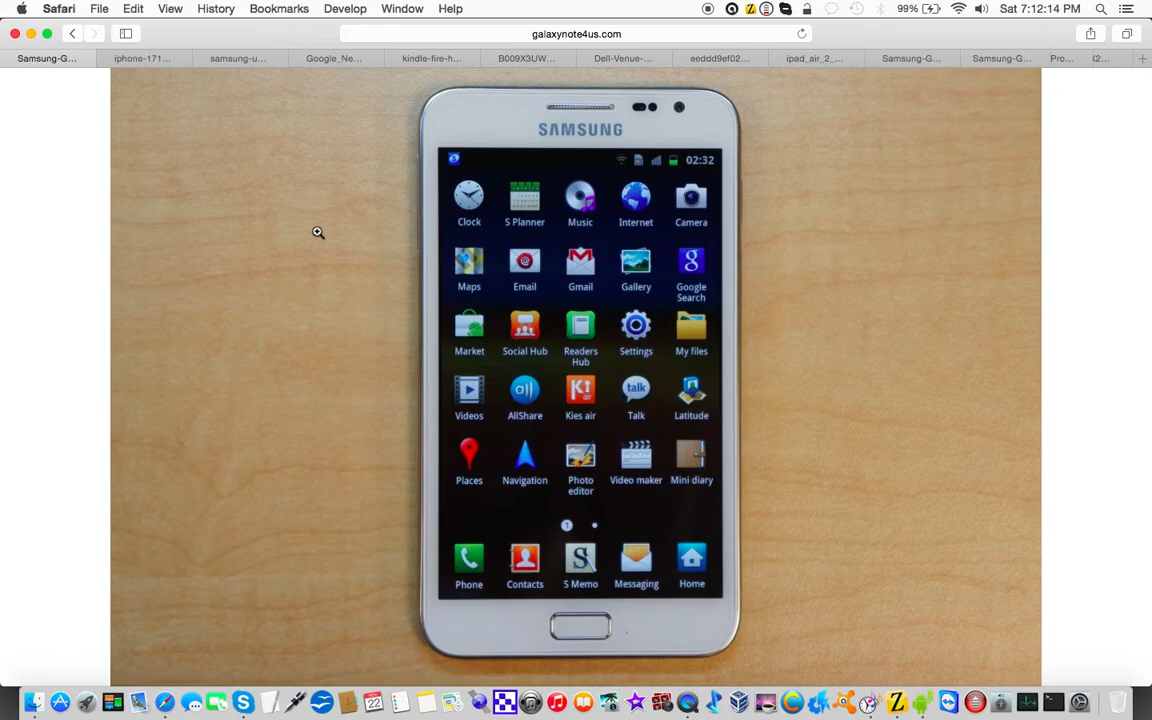 Safari File Edit View History Bookmarks Develop Window Help 99% Sat 7:12:14 PM
galaxynote4us.com
Samsung-G... iphone-171... samsung-u... Google_Ne... kindle-fire-h... B009X3UW... Dell-Venue-... eeddd9ef02... ipad_air_2_... Samsung-G... Samsung-G... Pro...
SAMSUNG
02:32
Clock S Planner Music Internet Camera
Maps Email Gmail Gallery Google
Search
Market Social Hub Readers Settings My files
Hub
Videos AllShare Kies air Talk Latitude
Places Navigation Photo Video maker Mini diary
editor
1
Phone Contacts S Memo Messaging Home
22